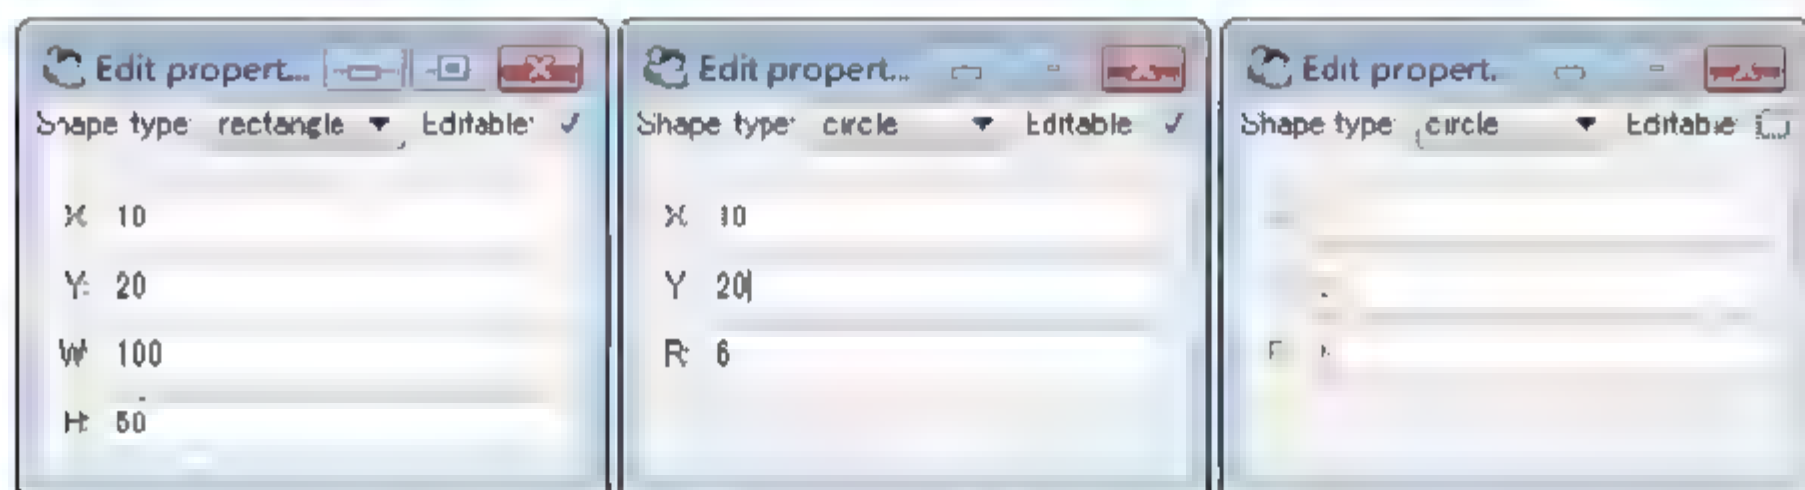 Edit propert...
Shape type: rectangle Editable:
X: 10
Y: 20
W: 100
H: 50
Edit propert...
Shape type: circle Editable:
X: 10
Y: 20
R: 6
Edit propert...
Shape type: circle Editable: